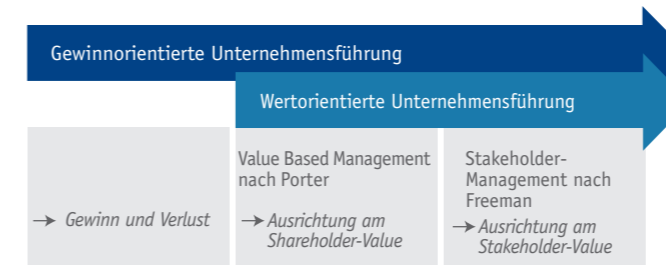 Gewinnorientierte Unternehmensführung
Wertorientierte Unternehmensführung
→ Gewinn und Verlust
Value Based Management
nach Porter
→ Ausrichtung am
Shareholder-Value
Stakeholder-
Management nach
Freeman
→ Ausrichtung am
Stakeholder-Value